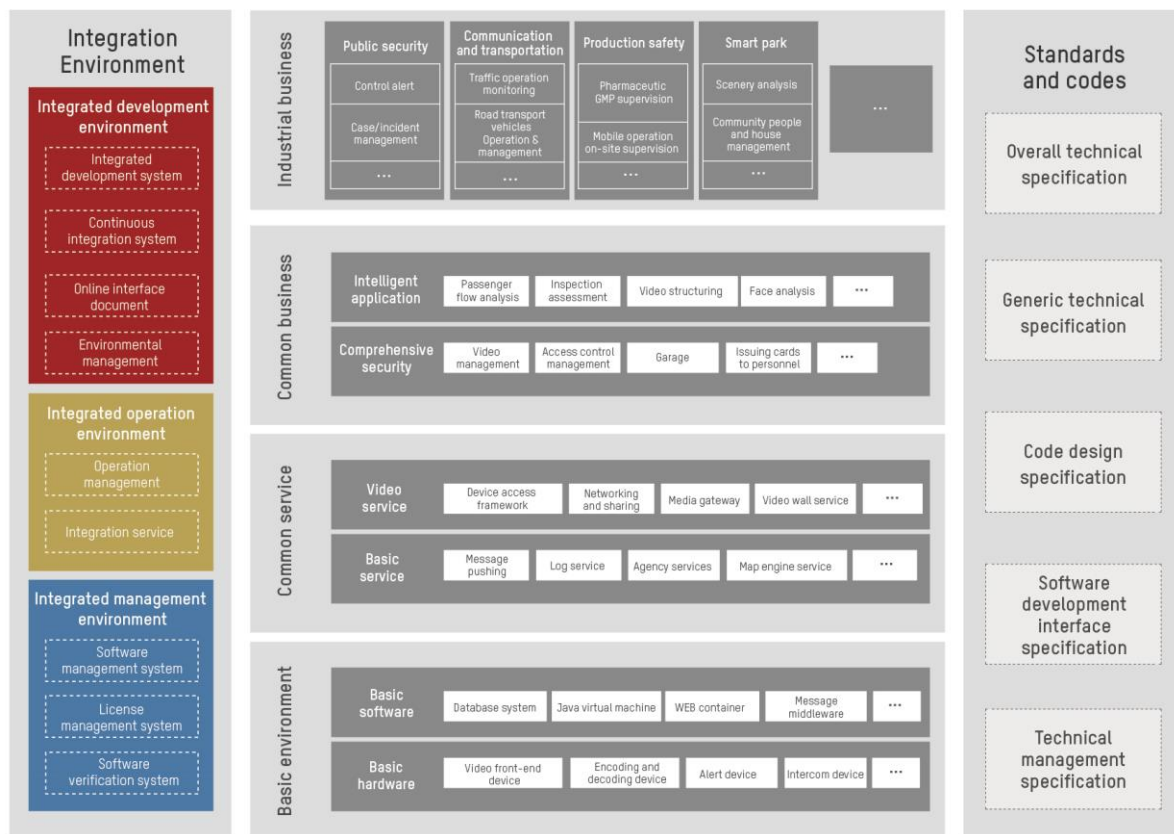 Integration
Environment
Integrated development
environment
Integrated
development system
Continuous
integration system
Online interface
document
Environmental
management
Integrated operation
environment
Operation
management
Integration service
Integrated management
environment
Software
management system
License
management system
Software
verification system
Industrial business
Public security
Control alert
Case/incident
management
...
Communication
and transportation
Traffic operation
monitoring
Road transport
vehicles
Operation &
management
...
Production safety
Pharmaceutic
GMP supervision
Mobile operation
on-site supervision
...
Smart park
Scenery analysis
Community people
and house
management
...
...
Common business
Intelligent
application
Passenger
flow analysis
Inspection
assessment
Video structuring
Face analysis
...
Comprehensive
security
Video
management
Access control
management
Garage
Issuing cards
to personnel
...
Common service
Video
service
Device access
framework
Networking
and sharing
Media gateway
Video wall service
...
Basic
service
Message
pushing
Log service
Agency services
Map engine service
...
Basic environment
Basic
software
Database system
Java virtual machine
WEB container
Message
middleware
...
Basic
hardware
Video front-end
device
Encoding and
decoding device
Alert device
Intercom device
...
Standards
and codes
Overall technical
specification
Generic technical
specification
Code design
specification
Software
development
interface
specification
Technical
management
specification